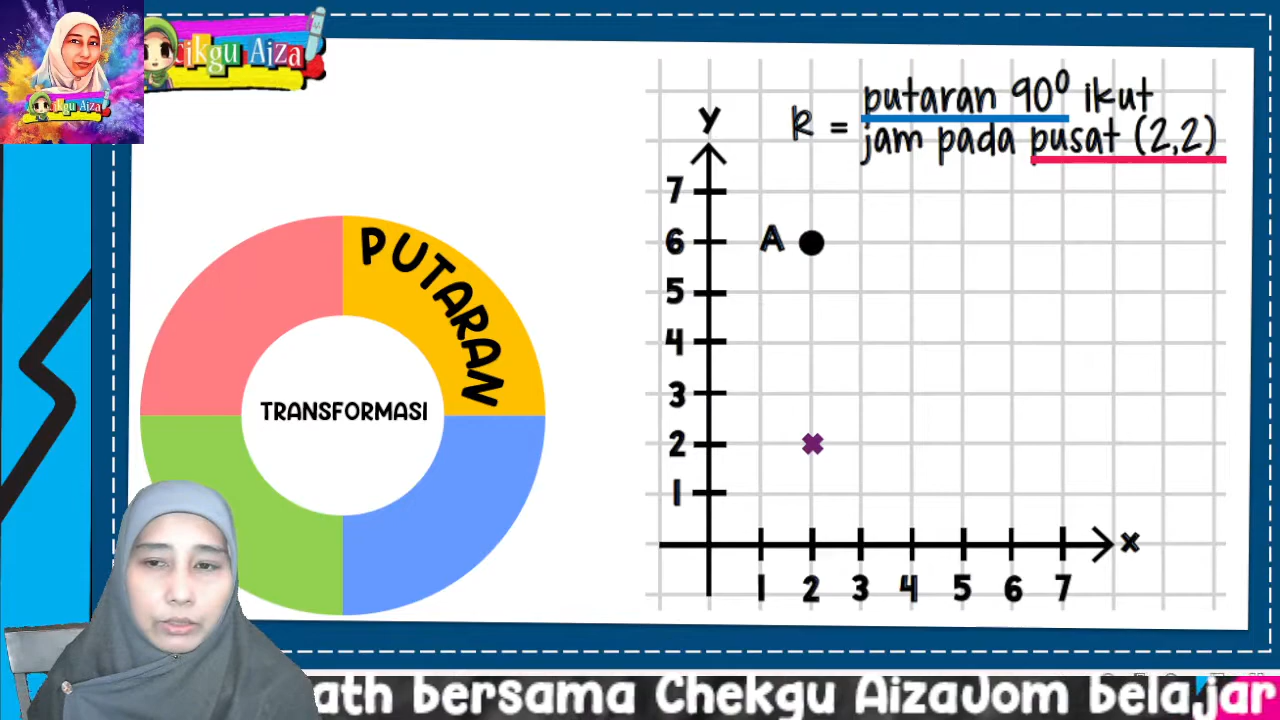 Cikgu Aiza
Cikgu Aiza
R = putaran 90⁰ ikut
jam pada pusat (2,2)
y
7
6
A
5
4
3
2
1
x
1 2 3 4 5 6 7
PUTARAN
TRANSFORMASI
ath bersama Chekgu AizaJom belajar